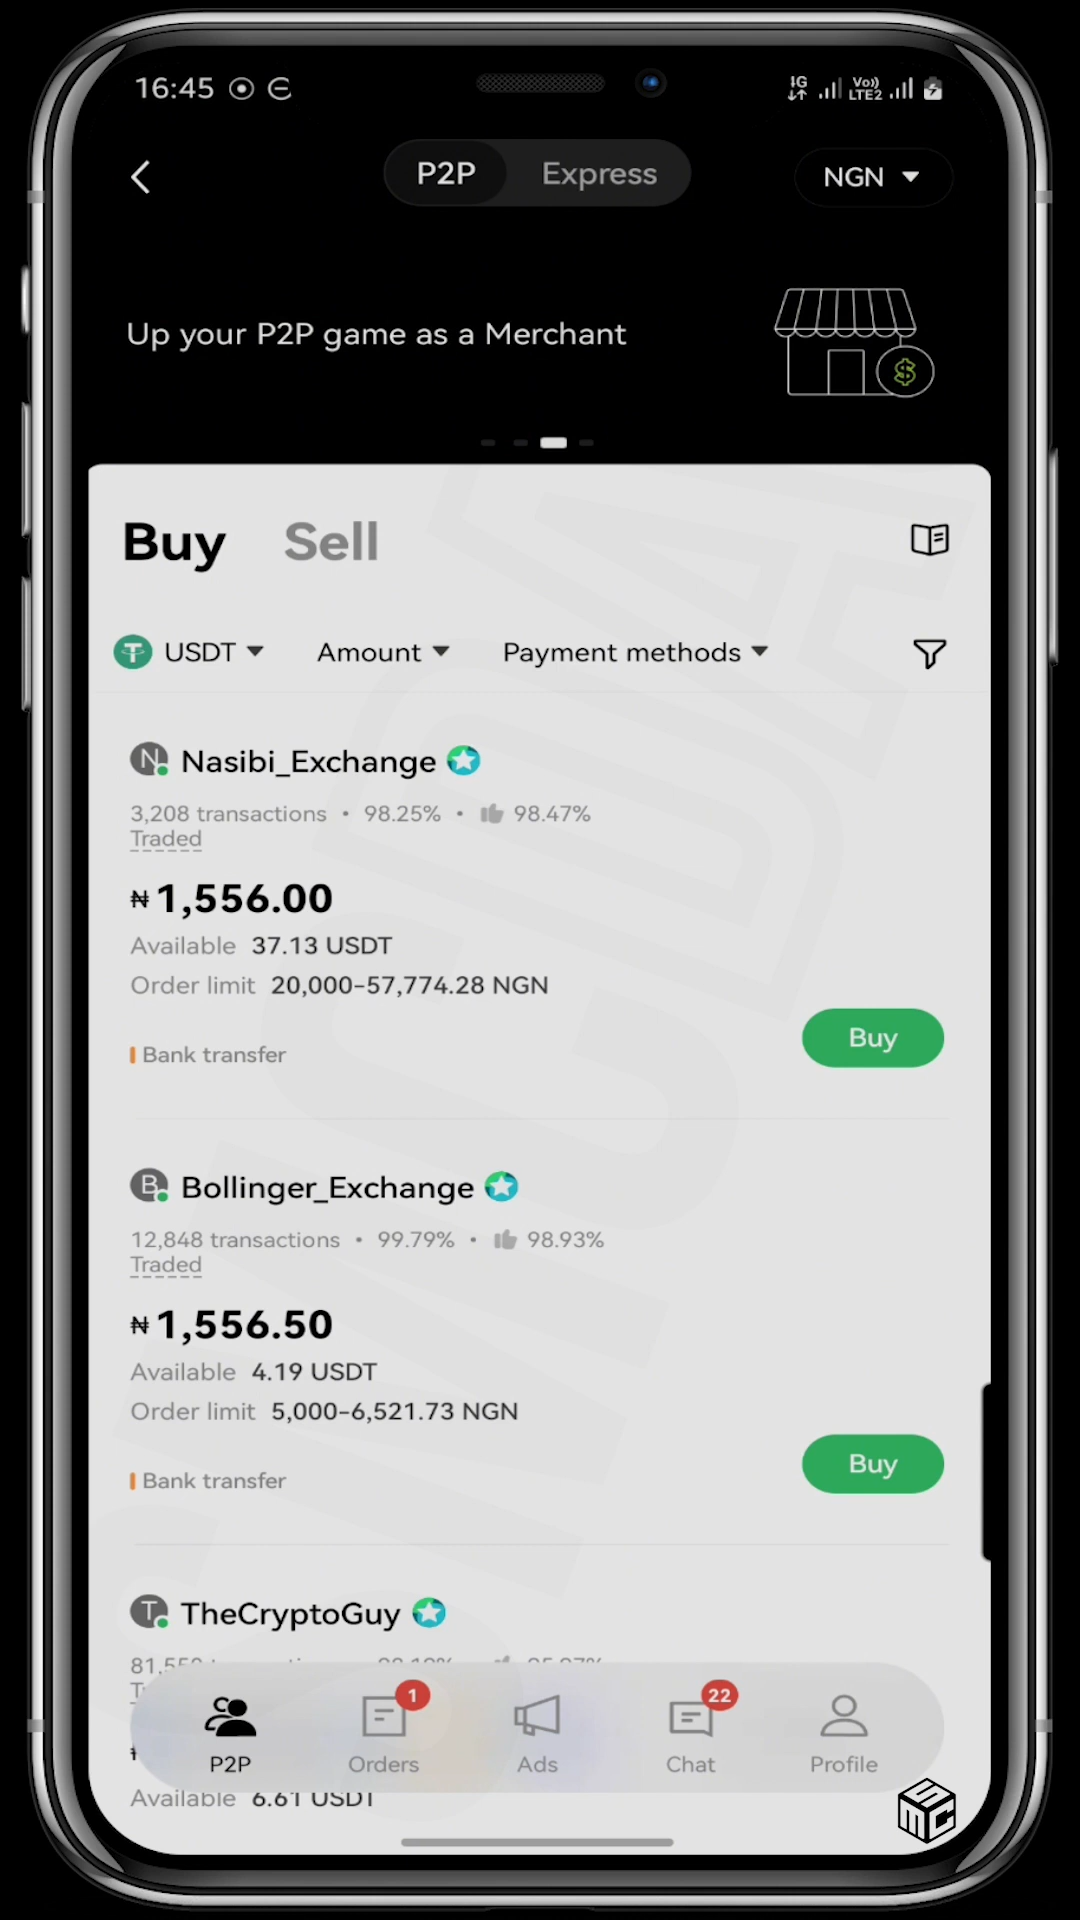 16:45
4G
Vo))
LTE2
P2P Express NGN
Up your P2P game as a Merchant
$
Buy Sell
USDT Amount Payment methods
N Nasibi_Exchange
3,208 transactions • 98.25% • 98.47%
Traded
₦ 1,556.00
Available 37.13 USDT
Order limit 20,000-57,774.28 NGN
Bank transfer Buy
B Bollinger_Exchange
12,848 transactions • 99.79% • 98.93%
Traded
₦ 1,556.50
Available 4.19 USDT
Order limit 5,000-6,521.73 NGN
Bank transfer Buy
T TheCryptoGuy
1 22
P2P Orders Ads Chat Profile
Available 6.61 USDT